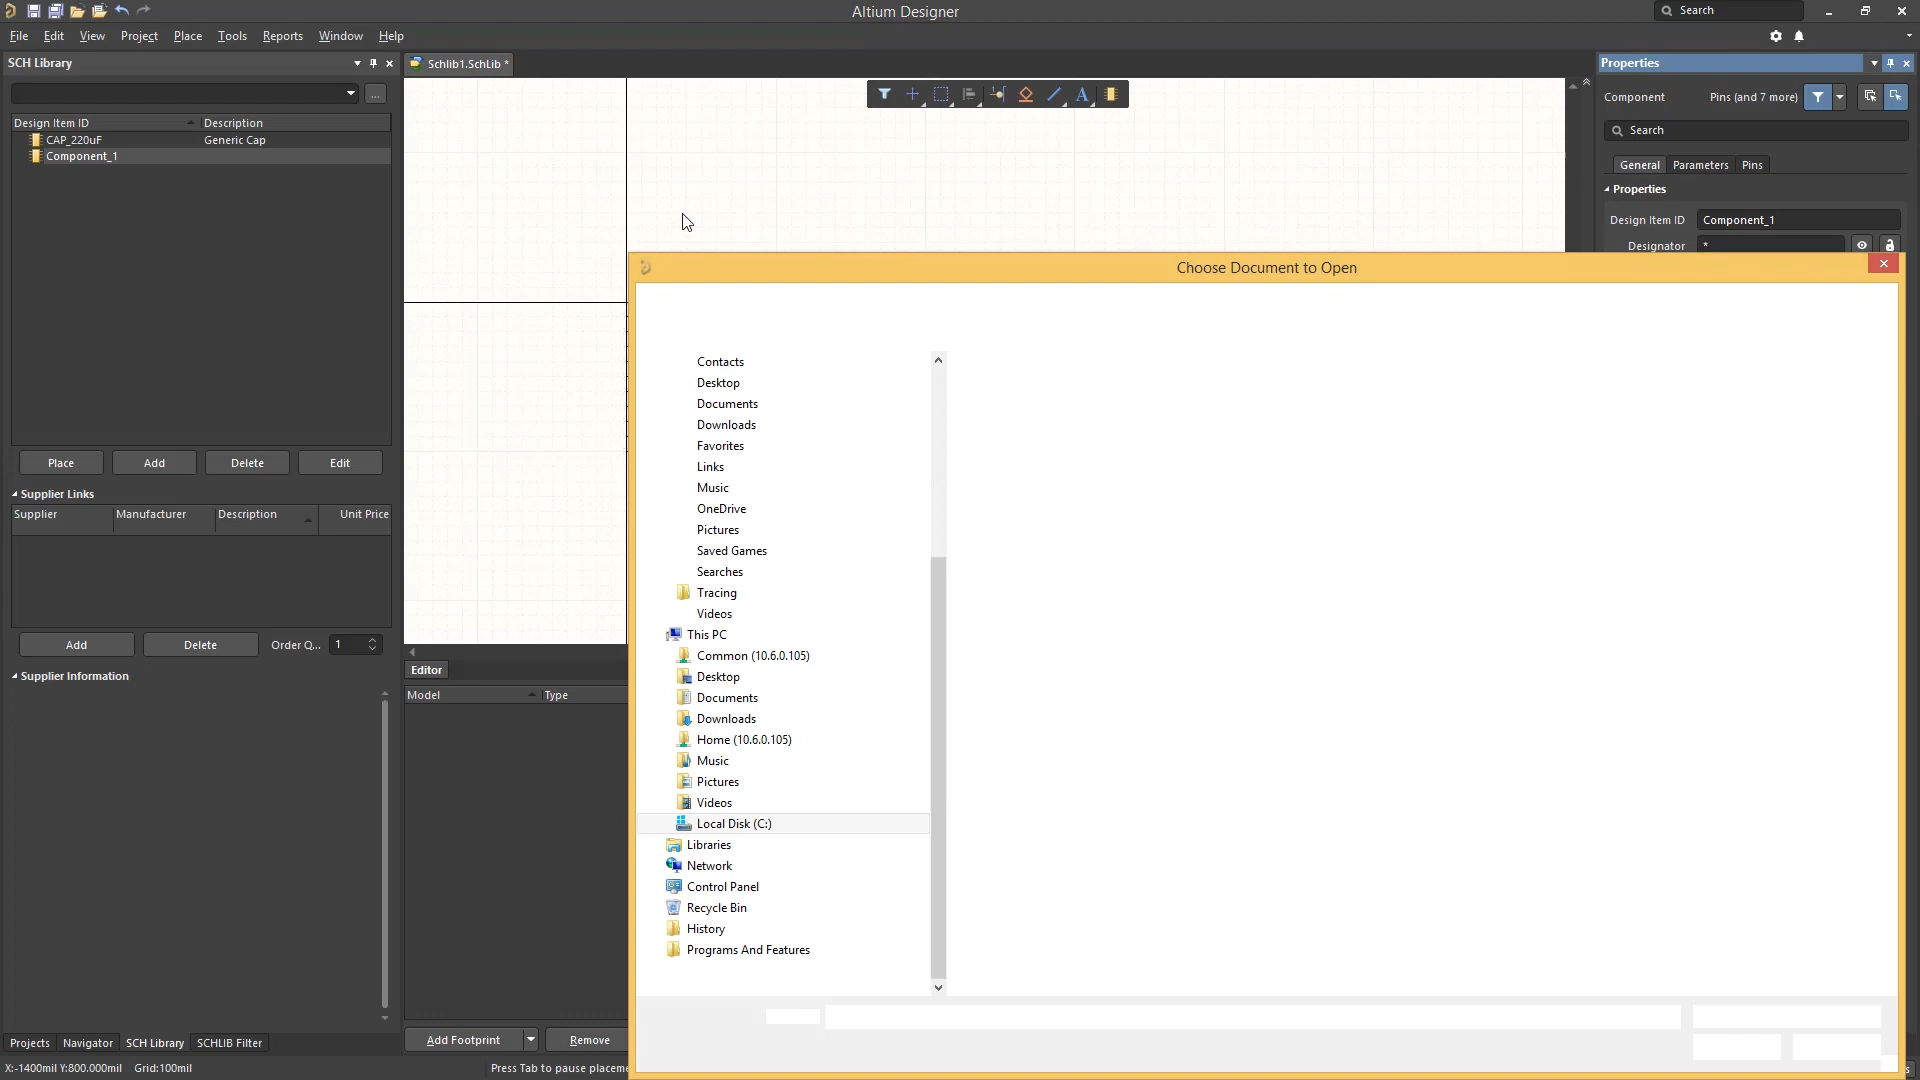 Altium Designer
Search
File Edit View Project Place Tools Reports Window Help
SCH Library
Schlib1.SchLib *
Properties
...
Component Pins (and 7 more)
Search
Design Item ID Description
CAP_220uF Generic Cap
Component_1
General Parameters Pins
Properties
Design Item ID Component_1
Designator *
Choose Document to Open
Contacts
Desktop
Documents
Downloads
Favorites
Links
Music
OneDrive
Pictures
Saved Games
Searches
Tracing
Videos
This PC
Common (10.6.0.105)
Desktop
Documents
Downloads
Home (10.6.0.105)
Music
Pictures
Videos
Local Disk (C:)
Libraries
Network
Control Panel
Recycle Bin
History
Programs And Features
Place Add Delete Edit
Supplier Links
Supplier Manufacturer Description Unit Price
Add Delete Order Q... 1
Supplier Information
Editor
Model Type
Add Footprint Remove
Projects Navigator SCH Library SCHLIB Filter
X:-1400mil Y:800.000mil Grid:100mil
Press Tab to pause placeme